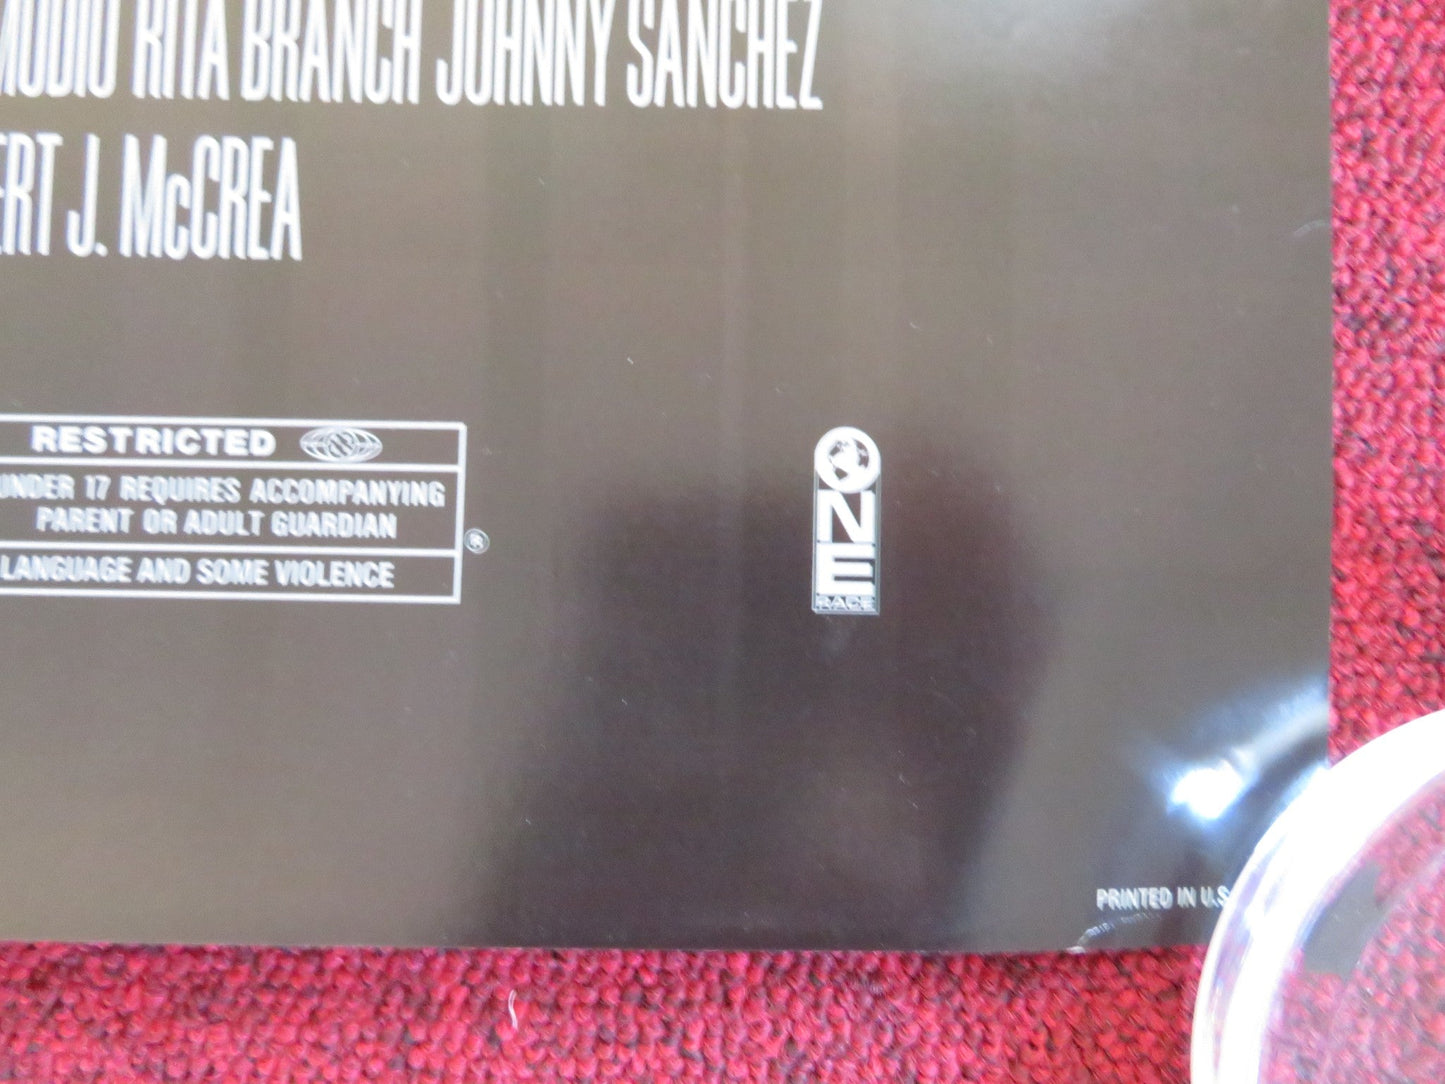 RITA BRANCH JOHNNY SANCHEZ
J. McCREA
RESTRICTED
UNDER 17 REQUIRES ACCOMPANYING
PARENT OR ADULT GUARDIAN
®
LANGUAGE AND SOME VIOLENCE
ONE
RACE
PRINTED IN U.S